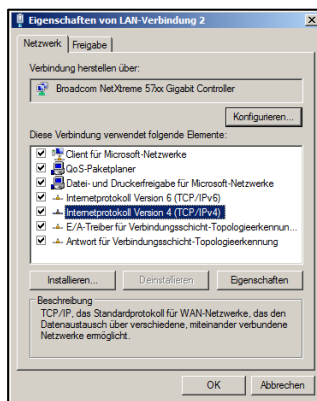 Eigenschaften von LAN-Verbindung 2
Netzwerk Freigabe
Verbindung herstellen über:
Broadcom NetXtreme 57xx Gigabit Controller
Konfigurieren...
Diese Verbindung verwendet folgende Elemente:
Client für Microsoft-Netzwerke
QoS-Paketplaner
Datei- und Druckerfreigabe für Microsoft-Netzwerke
Internetprotokoll Version 6 (TCP/IPv6)
Internetprotokoll Version 4 (TCP/IPv4)
E/A-Treiber für Verbindungsschicht-Topologieerkennun...
Antwort für Verbindungsschicht-Topologieerkennung
Installieren... Deinstallieren Eigenschaften
Beschreibung
TCP/IP, das Standardprotokoll für WAN-Netzwerke, das den
Datenaustausch über verschiedene, miteinander verbundene
Netzwerke ermöglicht.
OK Abbrechen